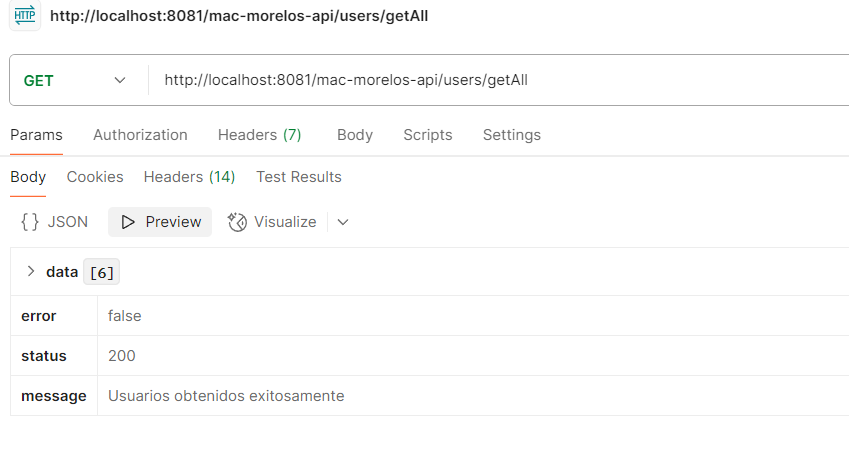 HTTP http://localhost:8081/mac-morelos-api/users/getAll
GET http://localhost:8081/mac-morelos-api/users/getAll
Params Authorization Headers (7) Body Scripts Settings
Body Cookies Headers (14) Test Results
{} JSON Preview Visualize
data [6]
error false
status 200
message Usuarios obtenidos exitosamente